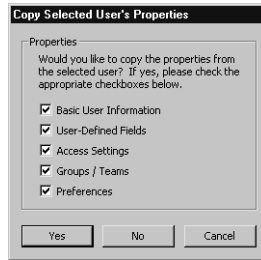 Copy Selected User's Properties
Properties
Would you like to copy the properties from
the selected user? If yes, please check the
appropriate checkboxes below.
Basic User Information
User-Defined Fields
Access Settings
Groups / Teams
Preferences
Yes No Cancel